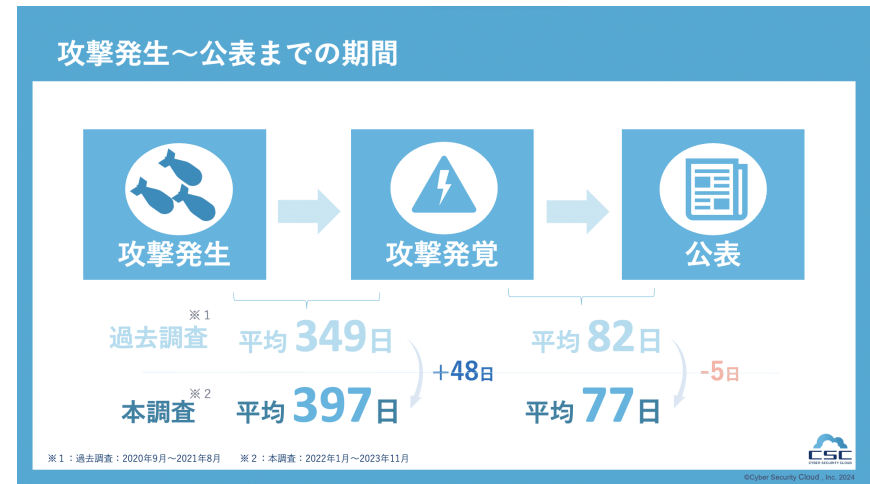 攻撃発生～公表までの期間
攻撃発生
攻撃発覚
公表
過去調査 ※1
平均 349日
平均 82日
+48日
-5日
本調査 ※2
平均 397日
平均 77日
※1：過去調査：2020年9月～2021年8月 ※2：本調査：2022年1月～2023年11月
CSC
CYBER SECURITY CLOUD
©Cyber Security Cloud , Inc. 2024